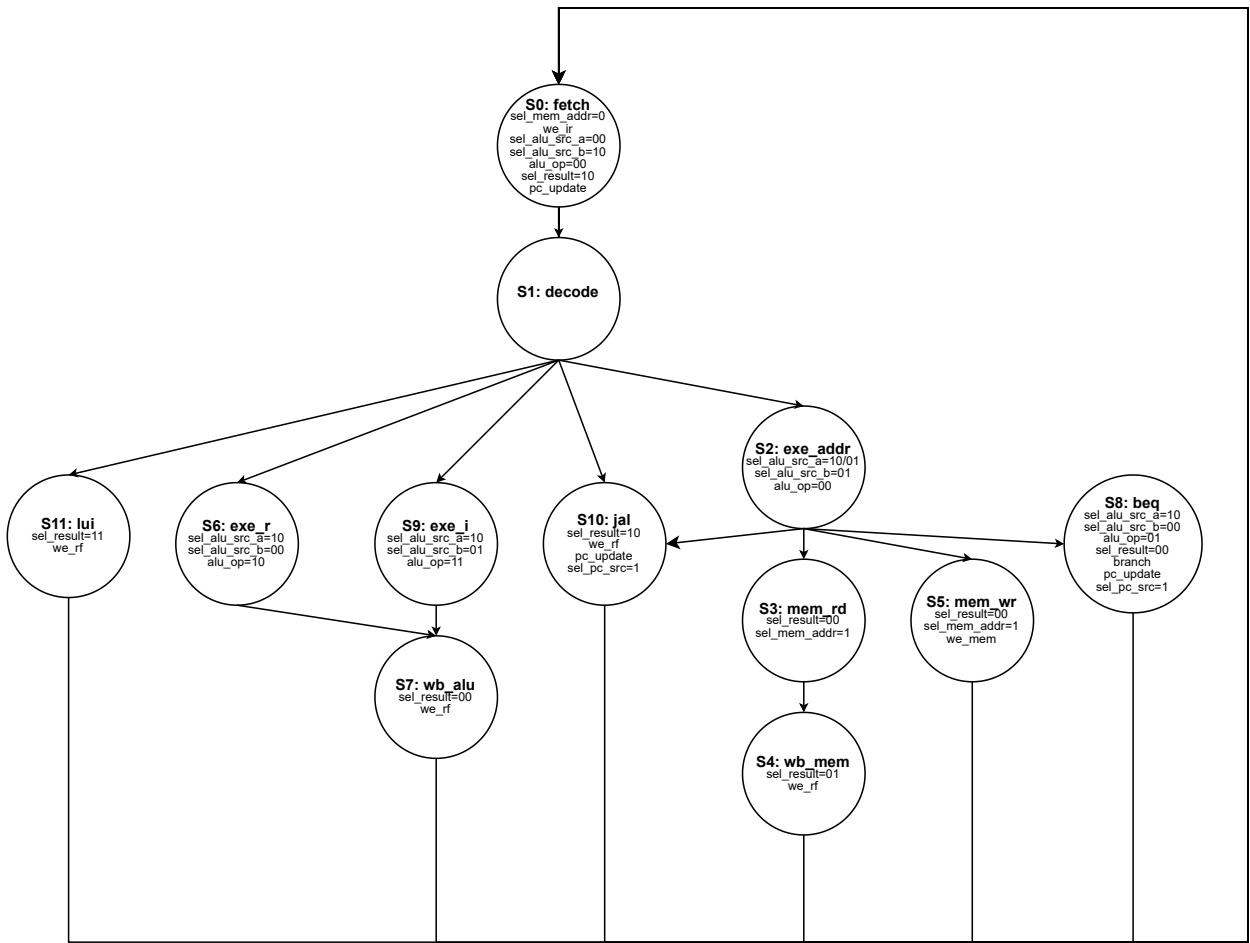 S0: fetch
sel_mem_addr=0
we_ir
sel_alu_src_a=00
sel_alu_src_b=10
alu_op=00
sel_result=10
pc_update
S1: decode
S2: exe_addr
sel_alu_src_a=10/01
sel_alu_src_b=01
alu_op=00
S11: lui
sel_result=11
we_rf
S6: exe_r
sel_alu_src_a=10
sel_alu_src_b=00
alu_op=10
S9: exe_i
sel_alu_src_a=10
sel_alu_src_b=01
alu_op=11
S10: jal
sel_result=10
we_rf
pc_update
sel_pc_src=1
S8: beq
sel_alu_src_a=10
sel_alu_src_b=00
alu_op=01
sel_result=00
branch
pc_update
sel_pc_src=1
S3: mem_rd
sel_result=00
sel_mem_addr=1
S5: mem_wr
sel_result=00
sel_mem_addr=1
we_mem
S7: wb_alu
sel_result=00
we_rf
S4: wb_mem
sel_result=01
we_rf